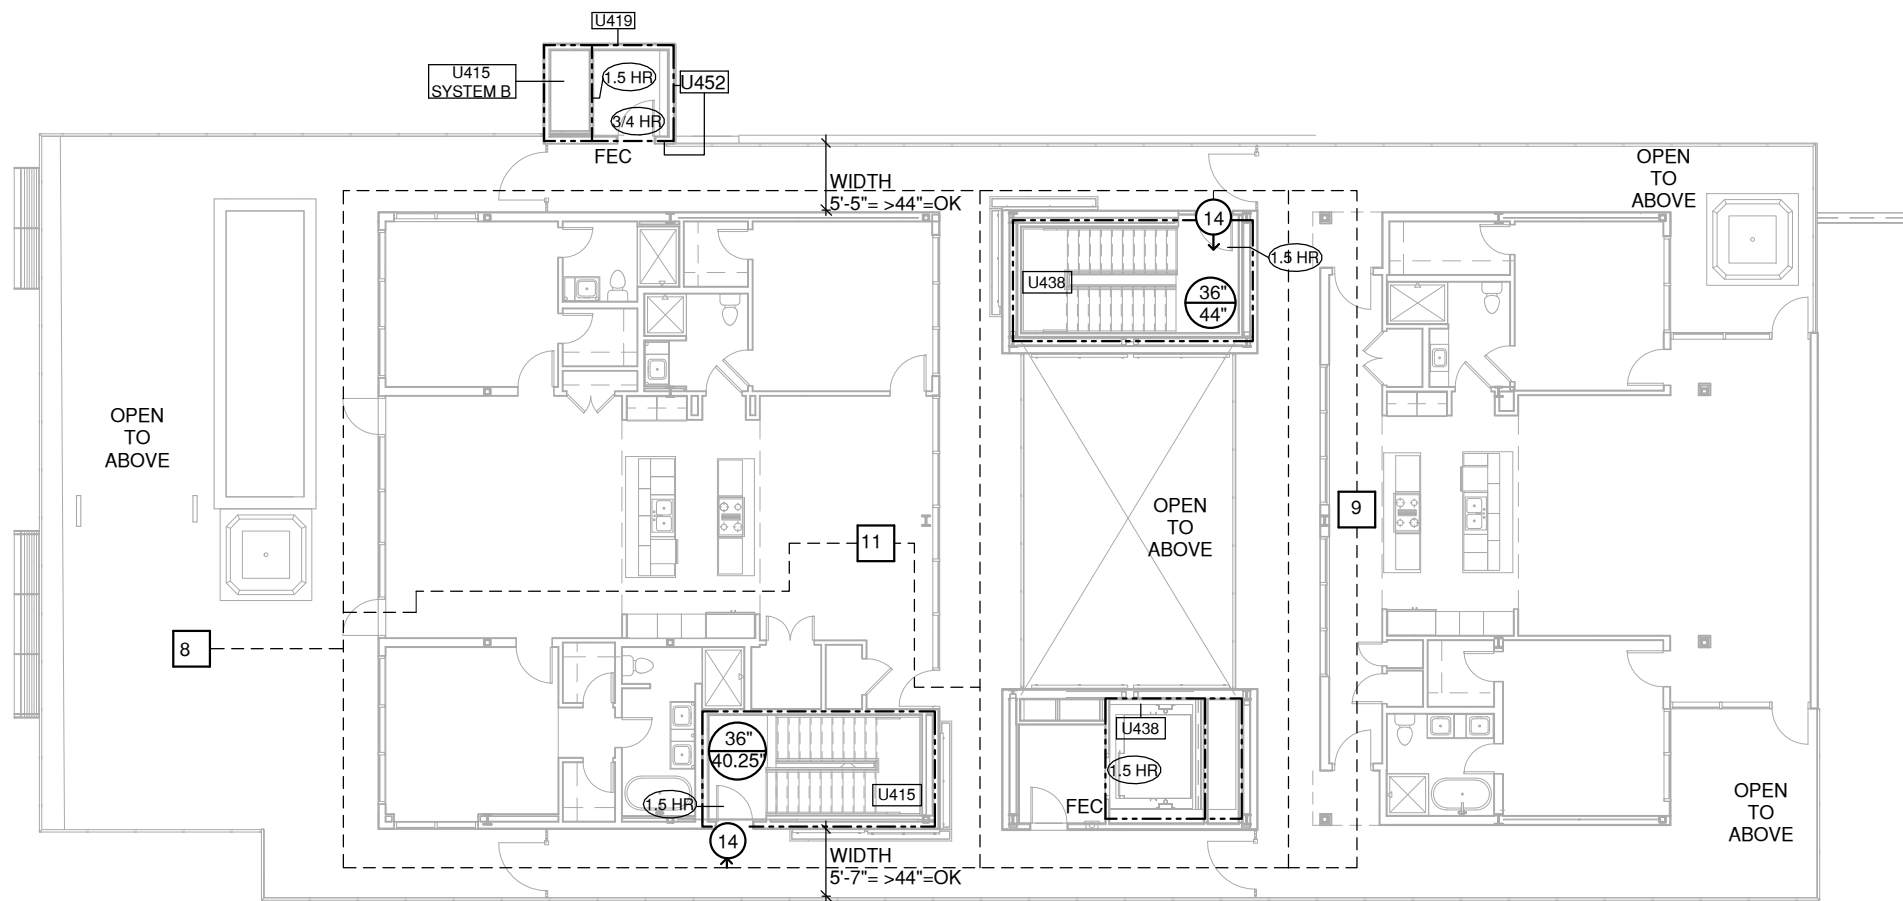 U419
U415
SYSTEM B
1.5 HR
U452
3/4 HR
FEC
WIDTH
5'-5"= >44"=OK
OPEN
TO
ABOVE
14
1.5 HR
U438
36"
44"
OPEN
TO
ABOVE
OPEN
TO
ABOVE
9
11
8
36"
40.25"
U415
1.5 HR
14
WIDTH
5'-7"= >44"=OK
U438
1.5 HR
FEC
OPEN
TO
ABOVE